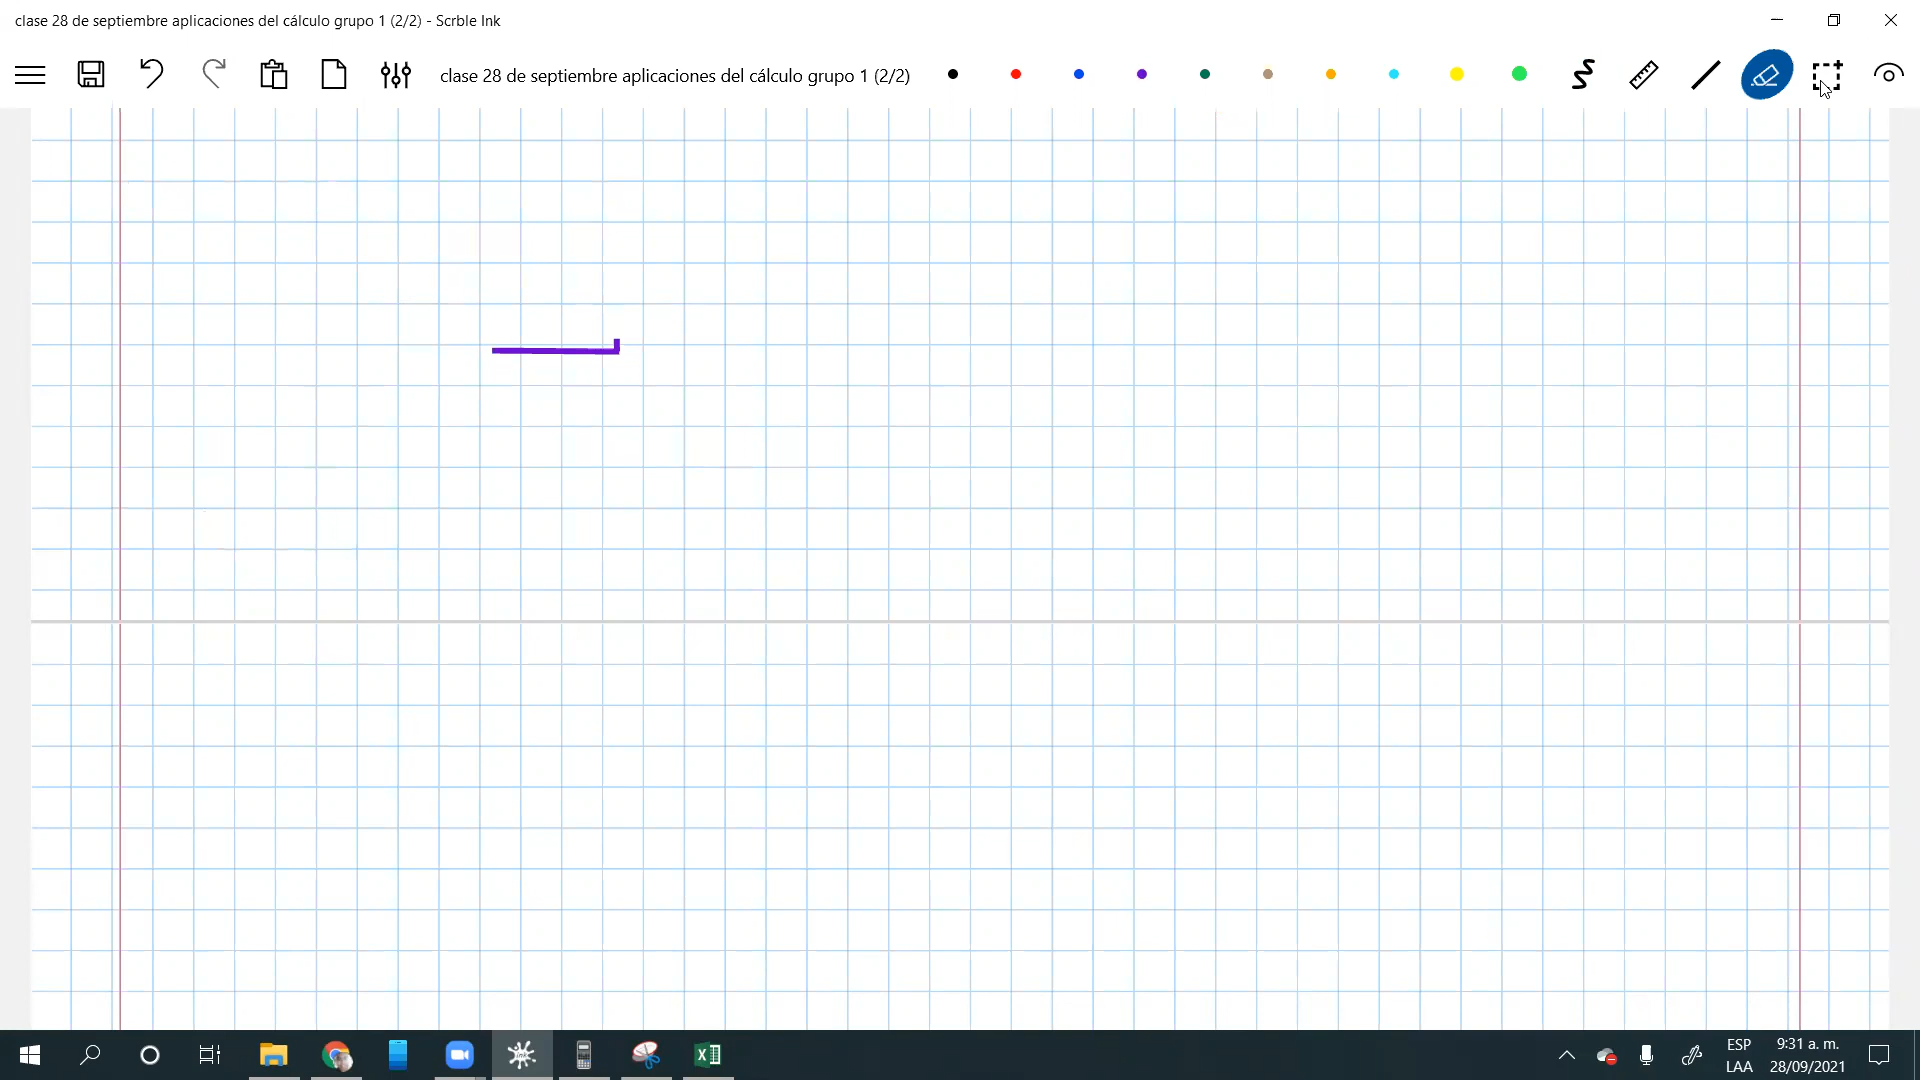 clase 28 de septiembre aplicaciones del cálculo grupo 1 (2/2) - Scrble Ink
clase 28 de septiembre aplicaciones del cálculo grupo 1 (2/2)
ESP
LAA
9:31 a. m.
28/09/2021